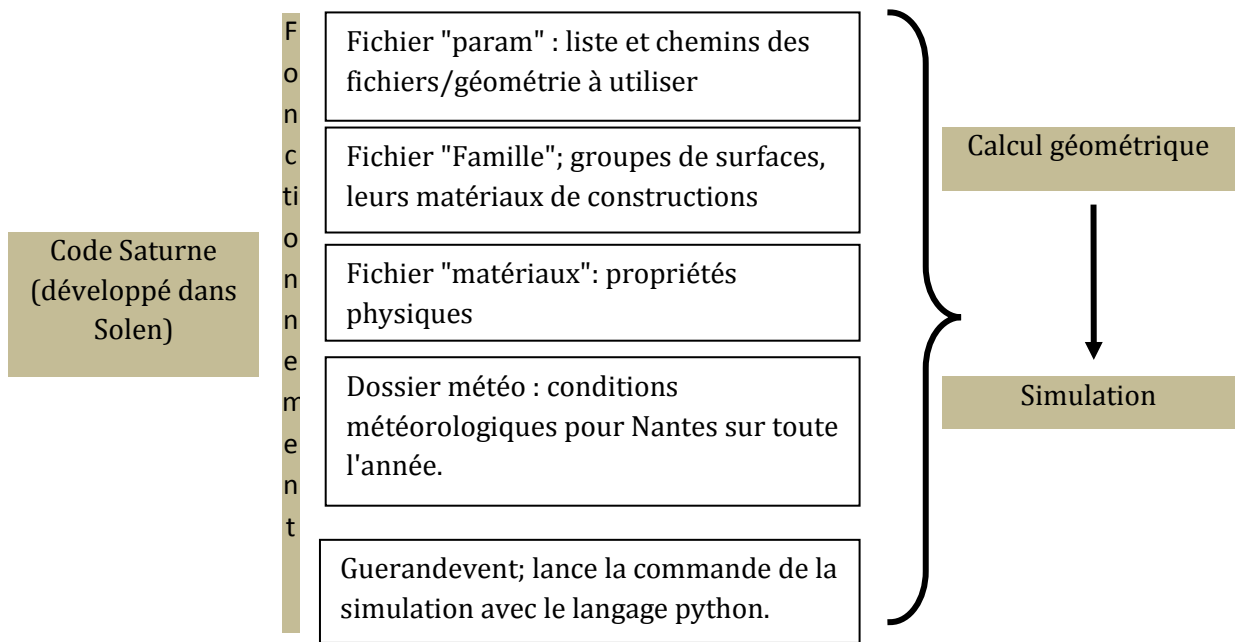 Code Saturne
(développé dans
Solen)
F
o
n
c
ti
o
n
n
e
m
e
n
t
Fichier "param" : liste et chemins des
fichiers/géométrie à utiliser
Fichier "Famille"; groupes de surfaces,
leurs matériaux de constructions
Fichier "matériaux": propriétés
physiques
Dossier météo : conditions
météorologiques pour Nantes sur toute
l'année.
Guerandevent; lance la commande de la
simulation avec le langage python.
Calcul géométrique
Simulation